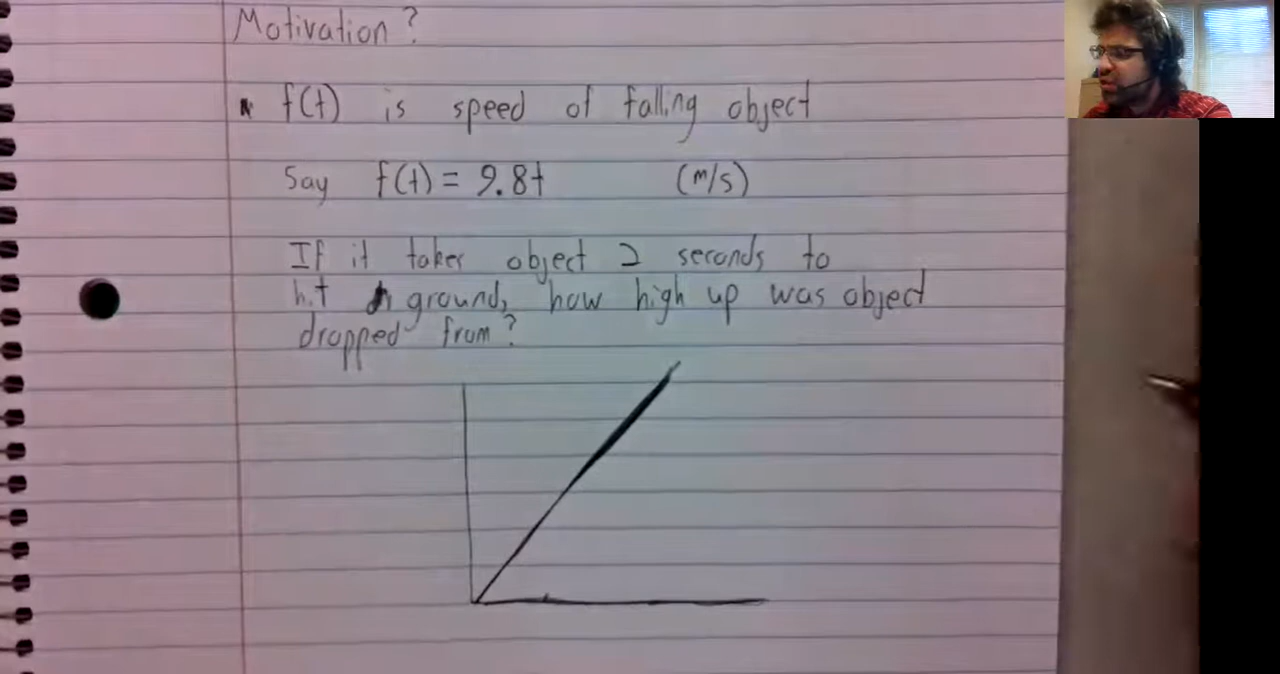 Motivation?
f(t) is speed of falling object
Say f(t) = 9.8t (m/s)
If it takes object 2 seconds to
hit ground, how high up was object
dropped from?